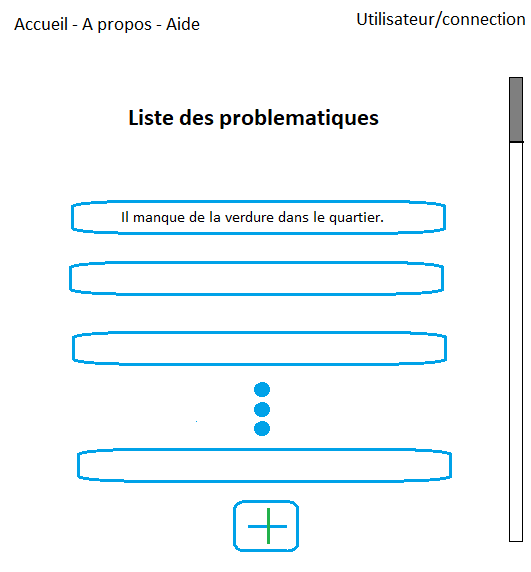 Accueil - A propos - Aide
Utilisateur/connection
Liste des problematiques
Il manque de la verdure dans le quartier.